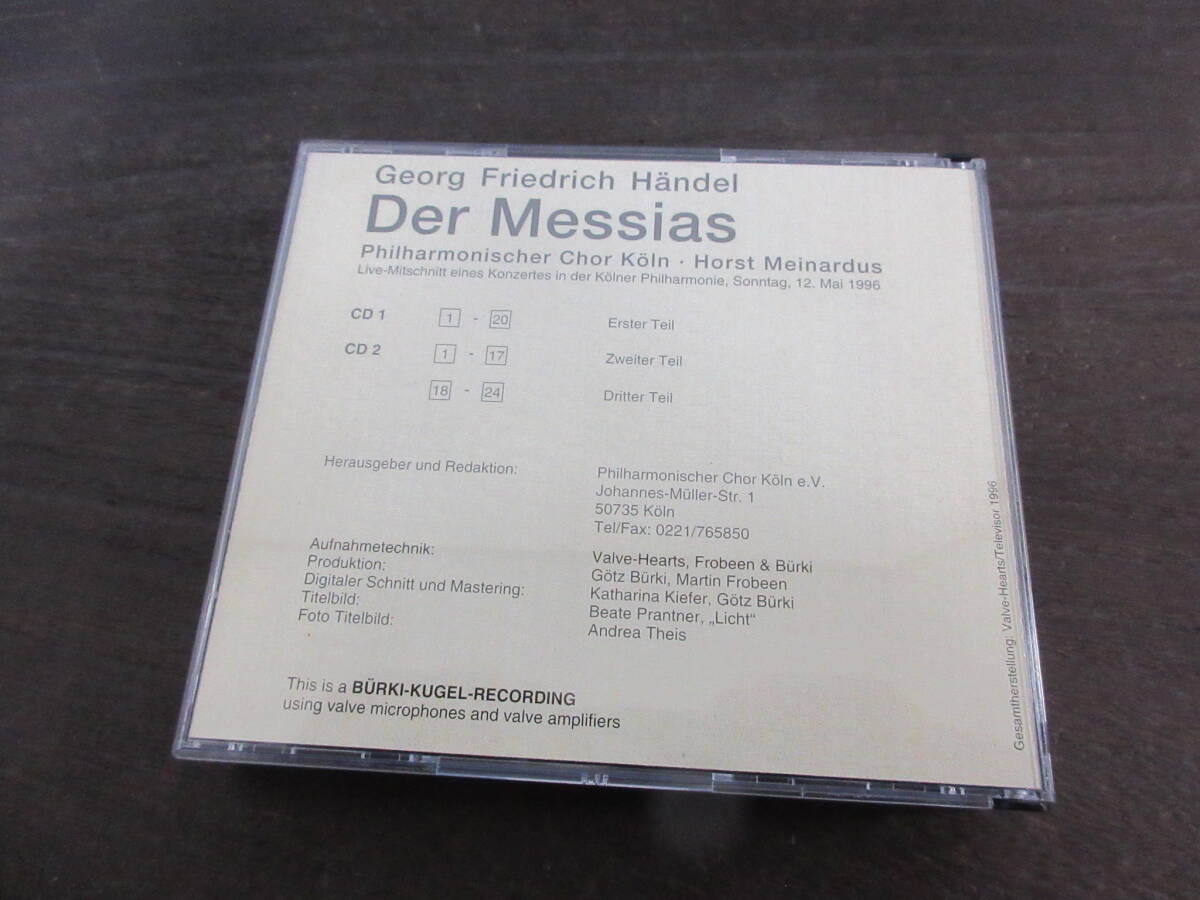 Georg Friedrich Händel
Der Messias
Philharmonischer Chor Köln · Horst Meinardus
Live-Mitschnitt eines Konzertes in der Kölner Philharmonie, Sonntag, 12. Mai 1996
CD 1 1 - 20 Erster Teil
CD 2 1 - 17 Zweiter Teil
18 - 24 Dritter Teil
Herausgeber und Redaktion: Philharmonischer Chor Köln e.V.
Johannes-Müller-Str. 1
50735 Köln
Tel/Fax: 0221/765850
Aufnahmetechnik: Valve-Hearts, Frobeen & Bürki
Produktion: Götz Bürki, Martin Frobeen
Digitaler Schnitt und Mastering: Katharina Kiefer, Götz Bürki
Titelbild: Beate Prantner, „Licht"
Foto Titelbild: Andrea Theis
This is a BÜRKI-KUGEL-RECORDING
using valve microphones and valve amplifiers
Gesamtherstellung: Valve-Hearts/Televisor 1996